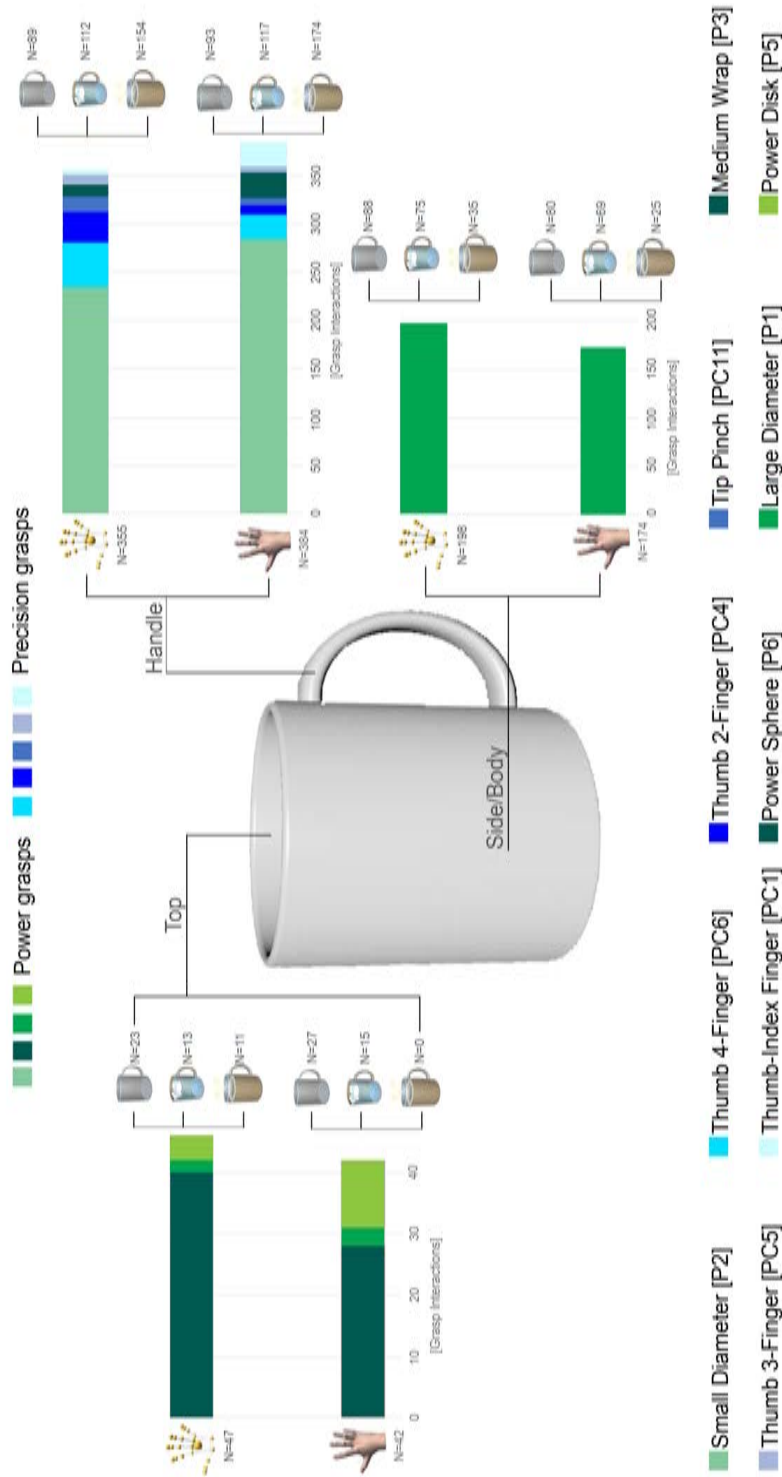 Power grasps Precision grasps
Top
N=23
N=13
N=11
N=47
N=27
N=15
N=0
N=42
0 10 20 30 40
[Grasp Interactions]
Handle
N=89
N=112
N=154
N=355
N=93
N=117
N=174
N=384
0 50 100 150 200 250 300 350
[[Grasp Interactions]
Side/Body
N=88
N=75
N=35
N=198
N=80
N=69
N=25
N=174
0 50 100 150 200
[[Grasp Interactions]
Small Diameter [P2] Thumb 4-Finger [PC6] Thumb 2-Finger [PC4] Tip Pinch [PC11] Medium Wrap [P3]
Thumb 3-Finger [PC5] Thumb-Index Finger [PC1] Power Sphere [P6] Large Diameter [P1] Power Disk [P5]